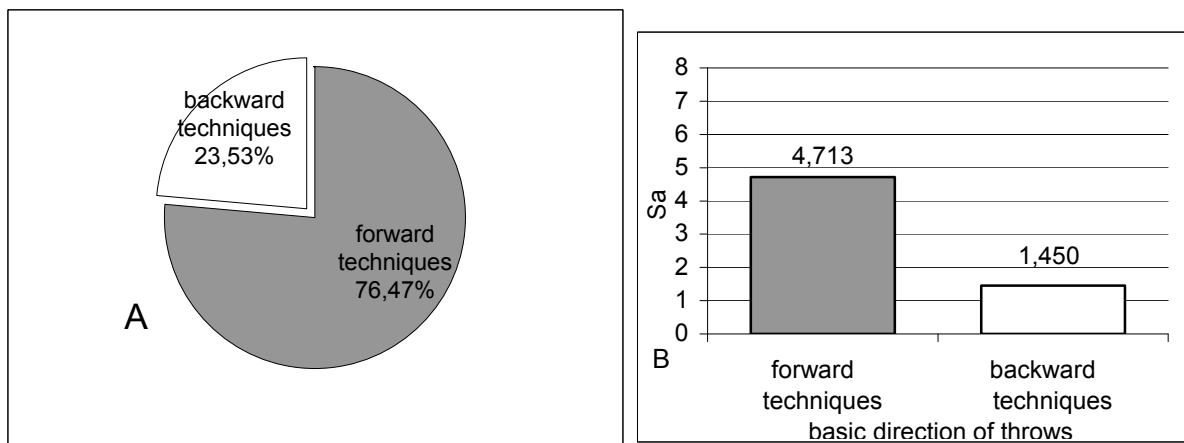 backward
techniques
23,53%
forward
techniques
76,47%
A
8
7
6
5
4
3
2
1
0
Sa
4,713
1,450
B
forward
techniques
backward
techniques
basic direction of throws